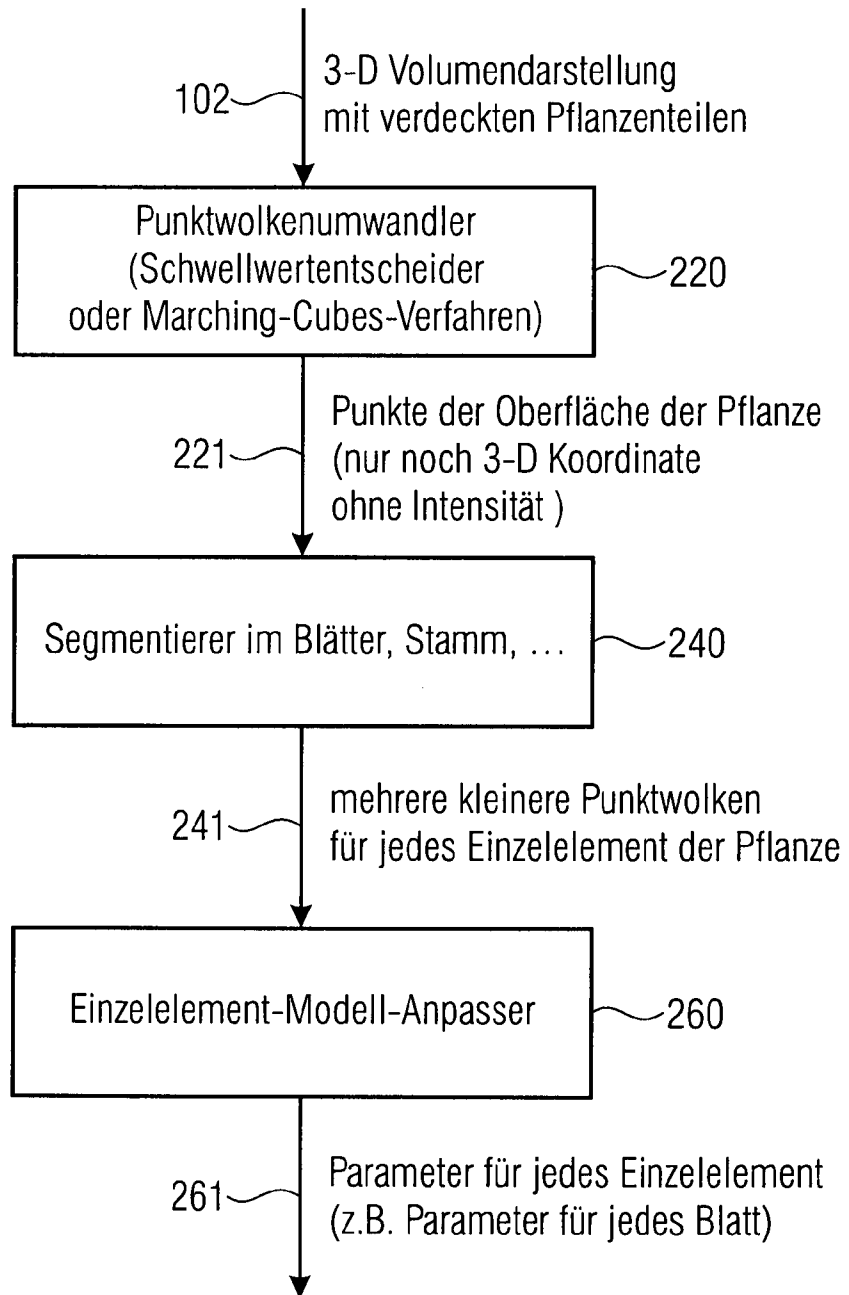 3-D Volumendarstellung
102
mit verdeckten Pflanzenteilen
Punktwolkenumwandler
(Schwellwertentscheider
oder Marching-Cubes-Verfahren)
220
Punkte der Oberfläche der Pflanze
221
(nur noch 3-D Koordinate
ohne Intensität )
Segmentierer im Blätter, Stamm, ...
240
mehrere kleinere Punktwolken
241
für jedes Einzelelement der Pflanze
Einzelelement-Modell-Anpasser
260
Parameter für jedes Einzelelement
261
(z.B. Parameter für jedes Blatt)